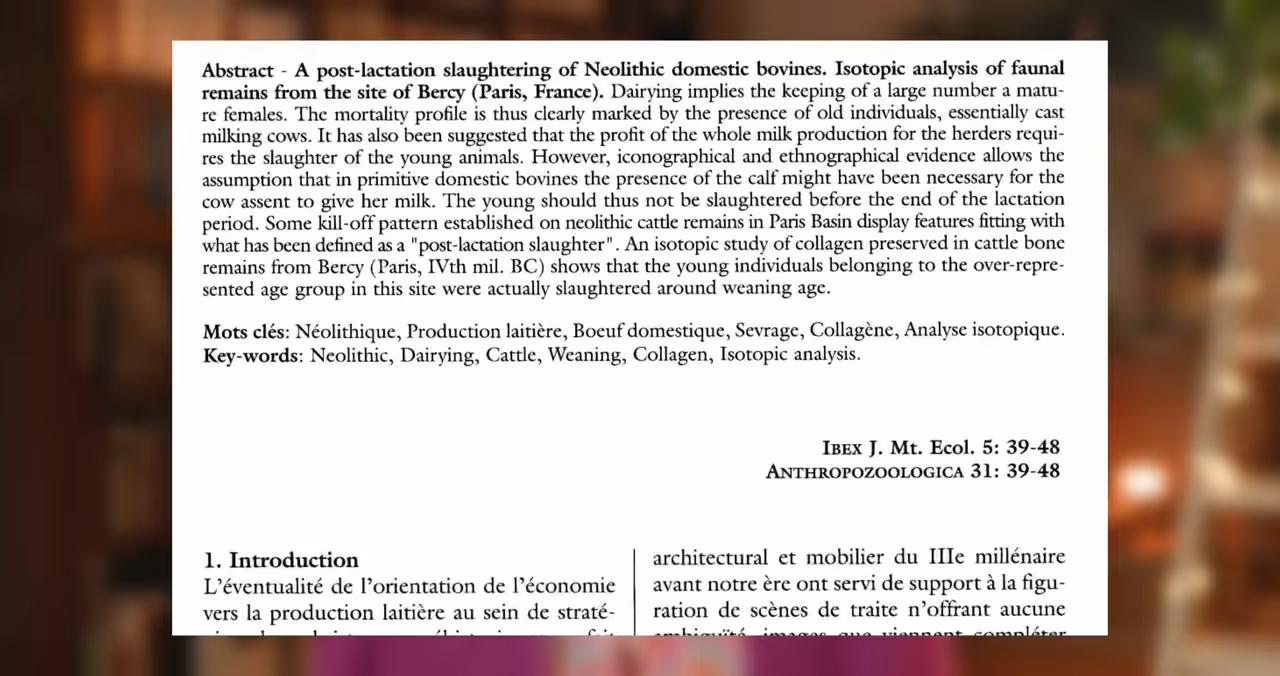 Abstract - A post-lactation slaughtering of Neolithic domestic bovines. Isotopic analysis of faunal
remains from the site of Bercy (Paris, France). Dairying implies the keeping of a large number a matu-
re females. The mortality profile is thus clearly marked by the presence of old individuals, essentially cast
milking cows. It has also been suggested that the profit of the whole milk production for the herders requi-
res the slaughter of the young animals. However, iconographical and ethnographical evidence allows the
assumption that in primitive domestic bovines the presence of the calf might have been necessary for the
cow assent to give her milk. The young should thus not be slaughtered before the end of the lactation
period. Some kill-off pattern established on neolithic cattle remains in Paris Basin display features fitting with
what has been defined as a "post-lactation slaughter". An isotopic study of collagen preserved in cattle bone
remains from Bercy (Paris, IVth mil. BC) shows that the young individuals belonging to the over-repre-
sented age group in this site were actually slaughtered around weaning age.
Mots clés: Néolithique, Production laitière, Boeuf domestique, Sevrage, Collagène, Analyse isotopique.
Key-words: Neolithic, Dairying, Cattle, Weaning, Collagen, Isotopic analysis.
IBEX J. Mt. Ecol. 5: 39-48
ANTHROPOZOOLOGICA 31: 39-48
1. Introduction
L'éventualité de l'orientation de l'économie
vers la production laitière au sein de straté-
architectural et mobilier du IIIe millénaire
avant notre ère ont servi de support à la figu-
ration de scènes de traite n'offrant aucune
ambiguïté, images que viennent compléter